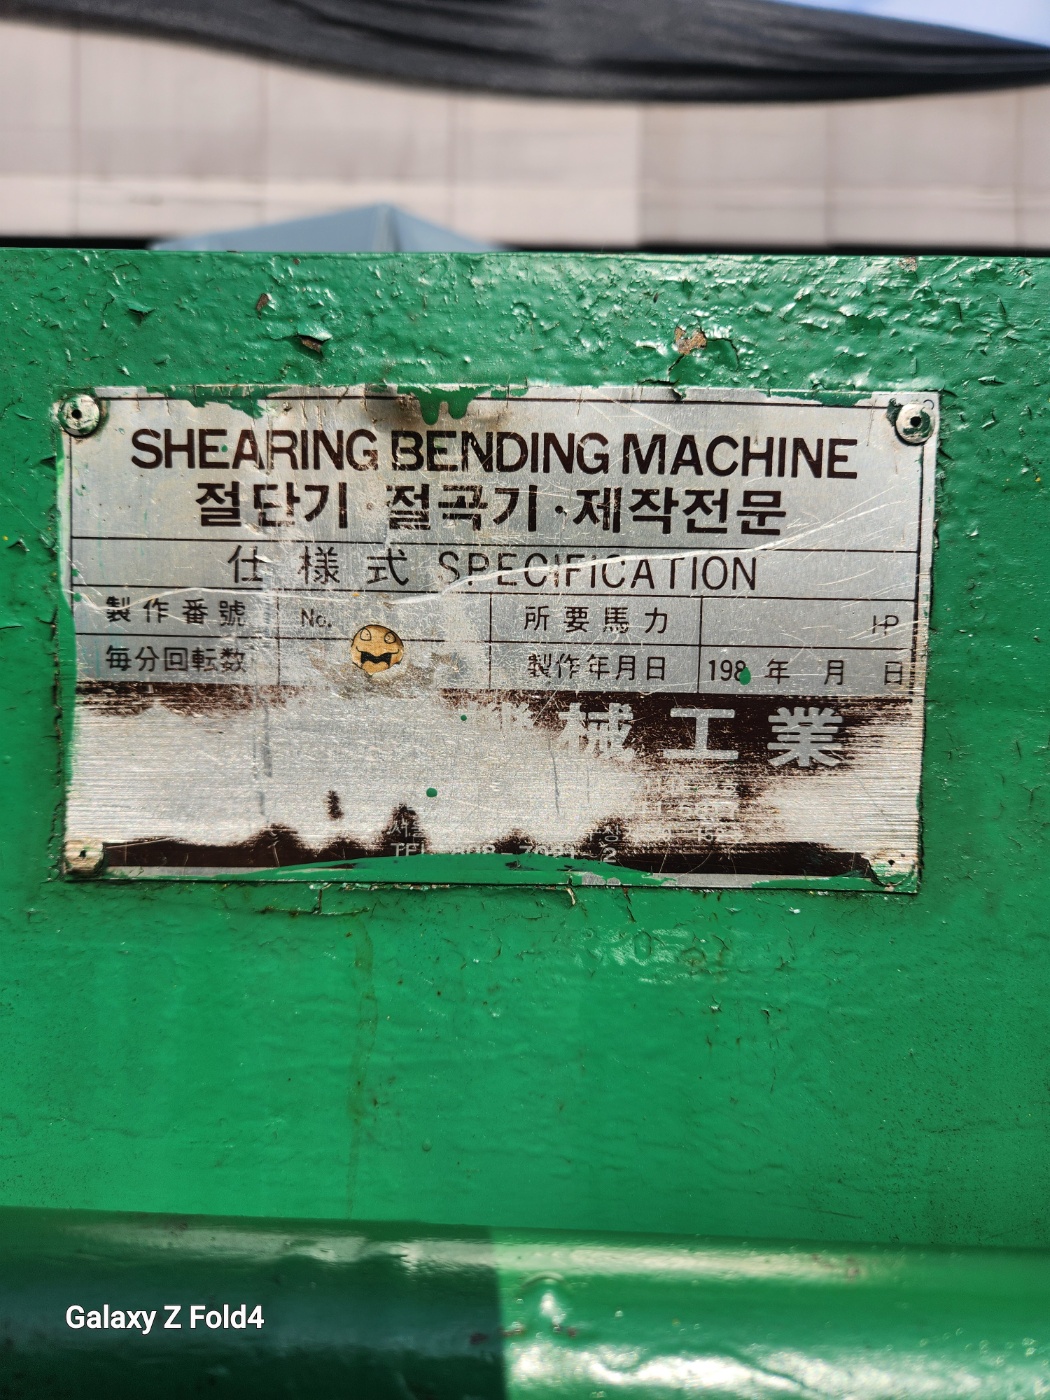 SHEARING BENDING MACHINE
절단기·절곡기·제작전문
仕様式 SPECIFICATION
製作番號 No. 所要馬力 HP
毎分回転数 製作年月日 198 年 月 日
械工業
TEL
Galaxy Z Fold4